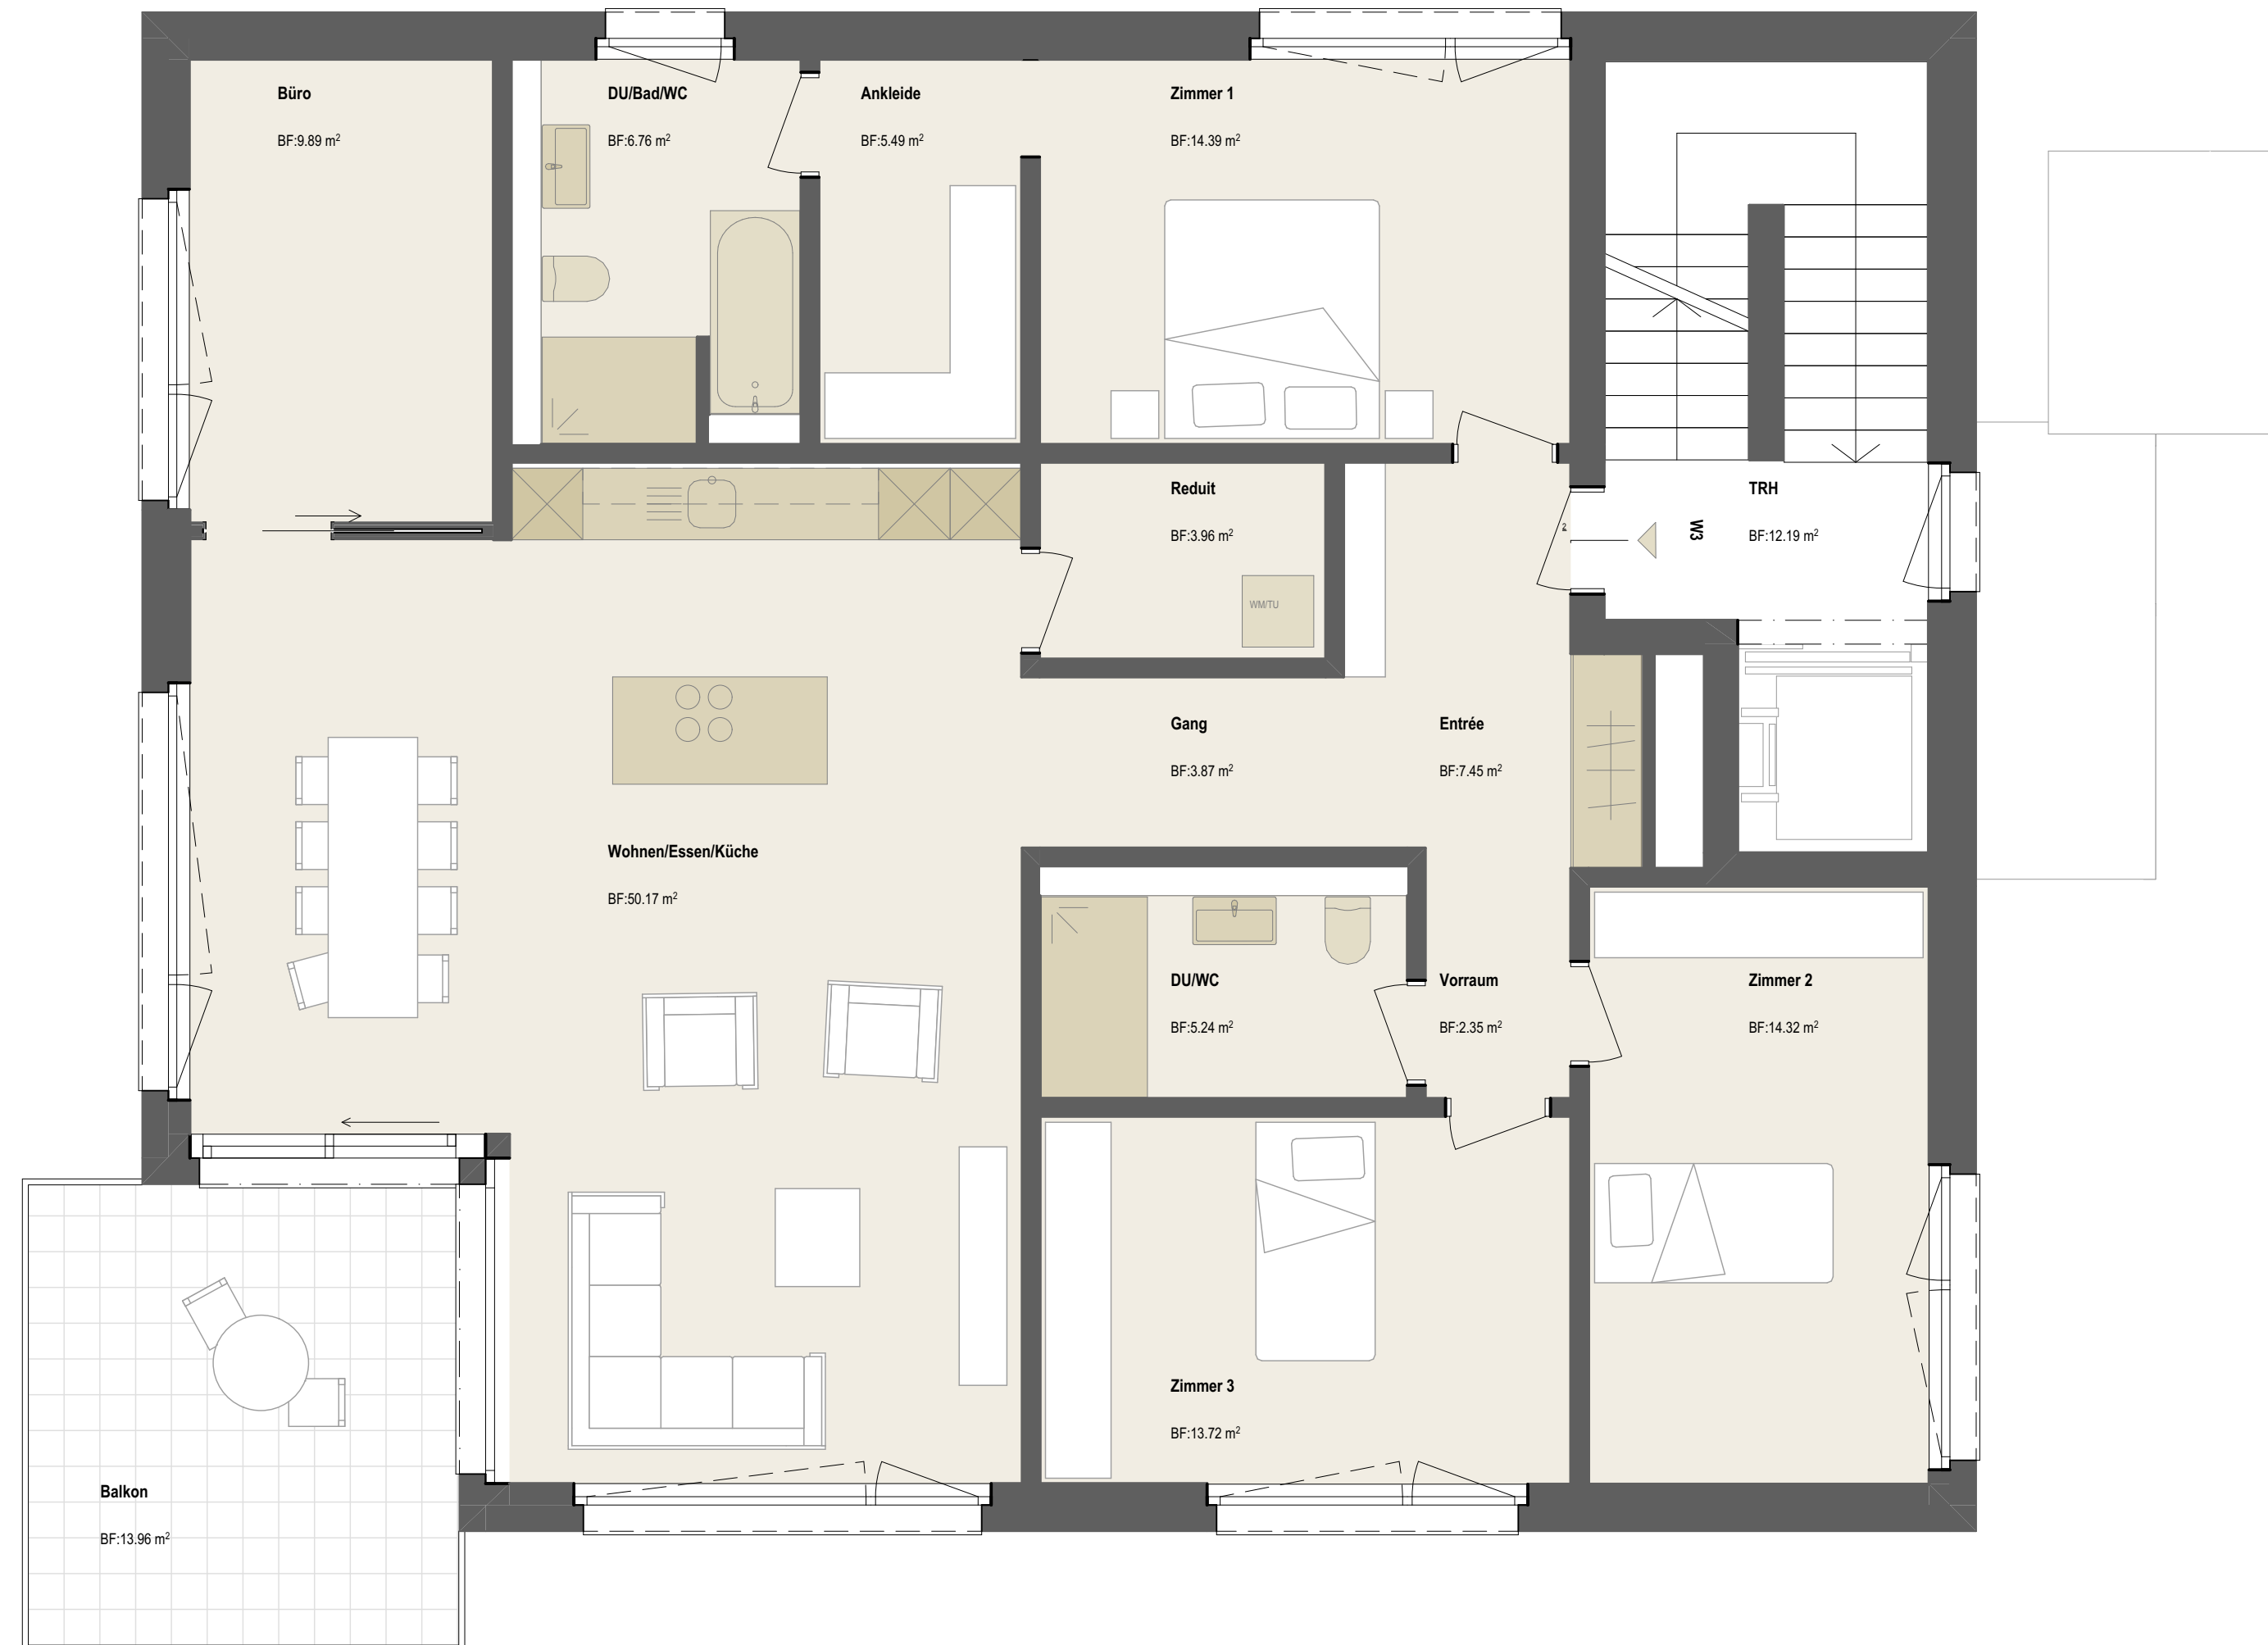 Büro
BF:9.89 m²
DU/Bad/WC
BF:6.76 m²
Ankleide
BF:5.49 m²
Zimmer 1
BF:14.39 m²
Reduit
BF:3.96 m²
WM/TU
2
W3
TRH
BF:12.19 m²
Gang
BF:3.87 m²
Entrée
BF:7.45 m²
Wohnen/Essen/Küche
BF:50.17 m²
DU/WC
BF:5.24 m²
Vorraum
BF:2.35 m²
Zimmer 2
BF:14.32 m²
Zimmer 3
BF:13.72 m²
Balkon
BF:13.96 m²